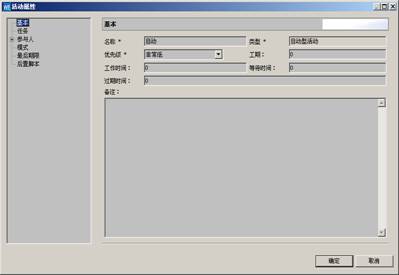 活动属性
基本
任务
参与人
模式
最后期限
后置脚本
基本
名称 * 自动 类型 * 自动型活动
优先级 * 非常低 工期： 0
工作时间： 0 等待时间： 0
过期时间： 0
备注：
确定 取消